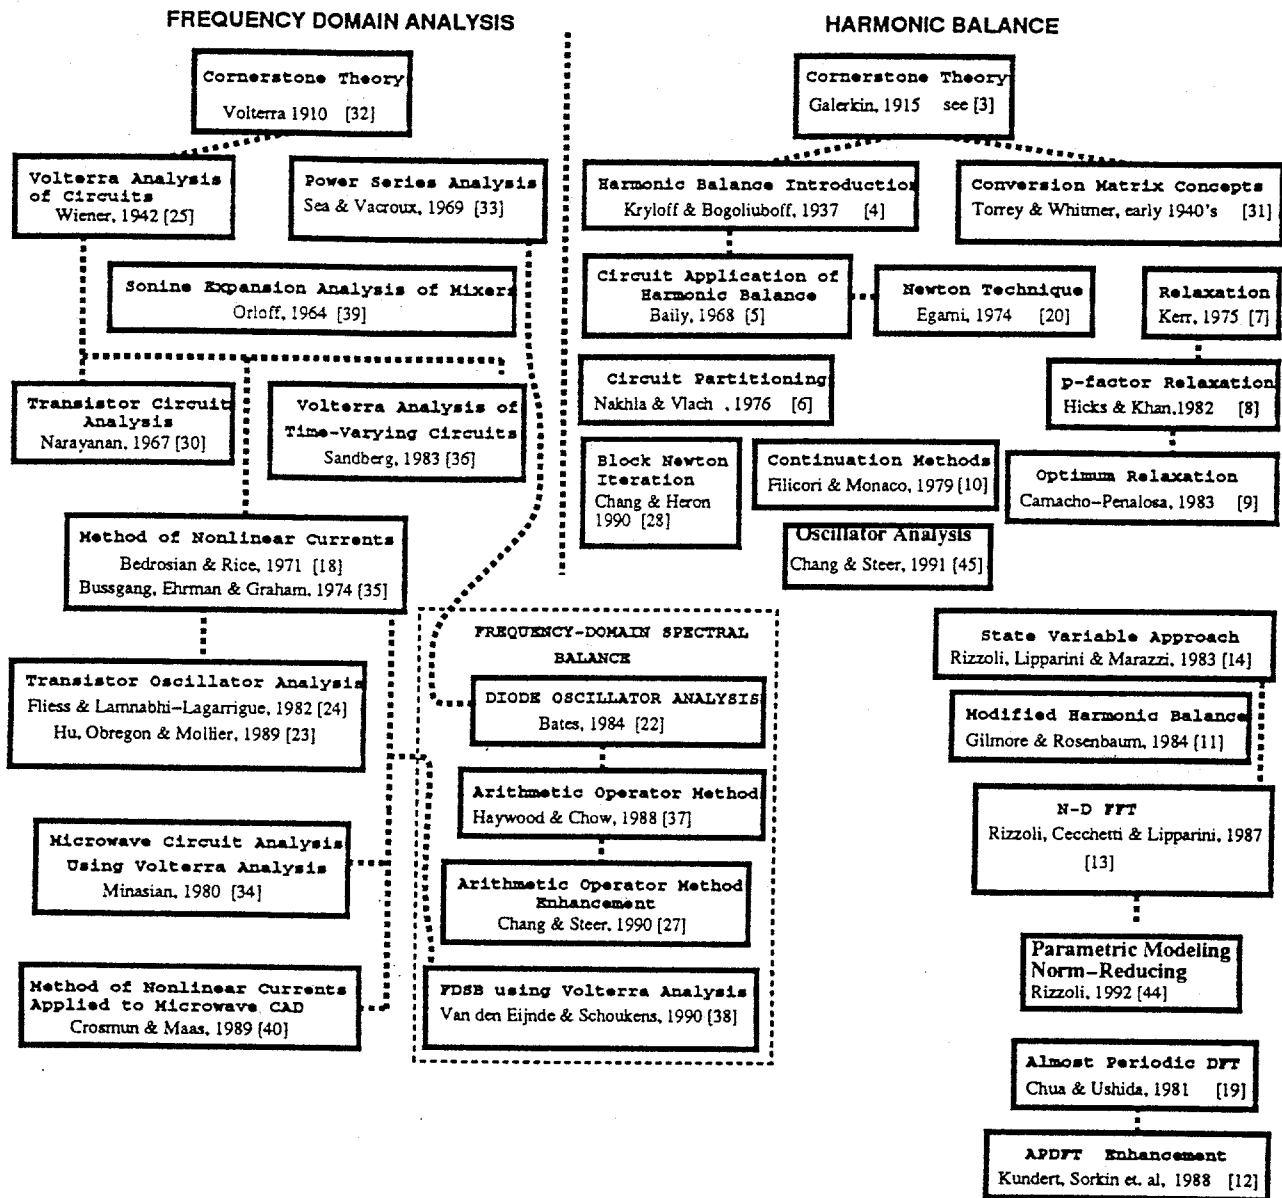 FREQUENCY DOMAIN ANALYSIS
Cornerstone Theory
Volterra 1910 [32]
Volterra Analysis
of Circuits
Wiener, 1942 [25]
Power Series Analysis
Sea & Vacroux, 1969 [33]
Sonine Expansion Analysis of Mixers
Orloff, 1964 [39]
Transistor Circuit
Analysis
Narayanan, 1967 [30]
Volterra Analysis of
Time-Varying Circuits
Sandberg, 1983 [36]
Method of Nonlinear Currents
Bedrosian & Rice, 1971 [18]
Bussgang, Ehrman & Graham, 1974 [35]
Transistor Oscillator Analysis
Fliess & Lamnabhi-Lagarrigue, 1982 [24]
Hu, Obregon & Mollier, 1989 [23]
Microwave Circuit Analysis
Using Volterra Analysis
Minasian, 1980 [34]
Method of Nonlinear Currents
Applied to Microwave CAD
Crosmun & Maas, 1989 [40]
FREQUENCY-DOMAIN SPECTRAL
BALANCE
DIODE OSCILLATOR ANALYSIS
Bates, 1984 [22]
Arithmetic Operator Method
Haywood & Chow, 1988 [37]
Arithmetic Operator Method
Enhancement
Chang & Steer, 1990 [27]
FDSB using Volterra Analysis
Van den Eijnde & Schoukens, 1990 [38]
HARMONIC BALANCE
Cornerstone Theory
Galerkin, 1915 see [3]
Harmonic Balance Introduction
Kryloff & Bogoliuboff, 1937 [4]
Conversion Matrix Concepts
Torrey & Whitmer, early 1940's [31]
Circuit Application of
Harmonic Balance
Baily, 1968 [5]
Newton Technique
Egami, 1974 [20]
Relaxation
Kerr, 1975 [7]
Circuit Partitioning
Nakhla & Vlach , 1976 [6]
p-factor Relaxation
Hicks & Khan,1982 [8]
Block Newton
Iteration
Chang & Heron
1990 [28]
Continuation Methods
Filicori & Monaco, 1979 [10]
Optimum Relaxation
Camacho-Penalosa, 1983 [9]
Oscillator Analysis
Chang & Steer, 1991 [45]
State Variable Approach
Rizzoli, Lipparini & Marazzi, 1983 [14]
Modified Harmonic Balance
Gilmore & Rosenbaum, 1984 [11]
N-D FFT
Rizzoli, Cecchetti & Lipparini, 1987
[13]
Parametric Modeling
Norm-Reducing
Rizzoli, 1992 [44]
Almost Periodic DFT
Chua & Ushida, 1981 [19]
APDFT Enhancement
Kundert, Sorkin et. al, 1988 [12]